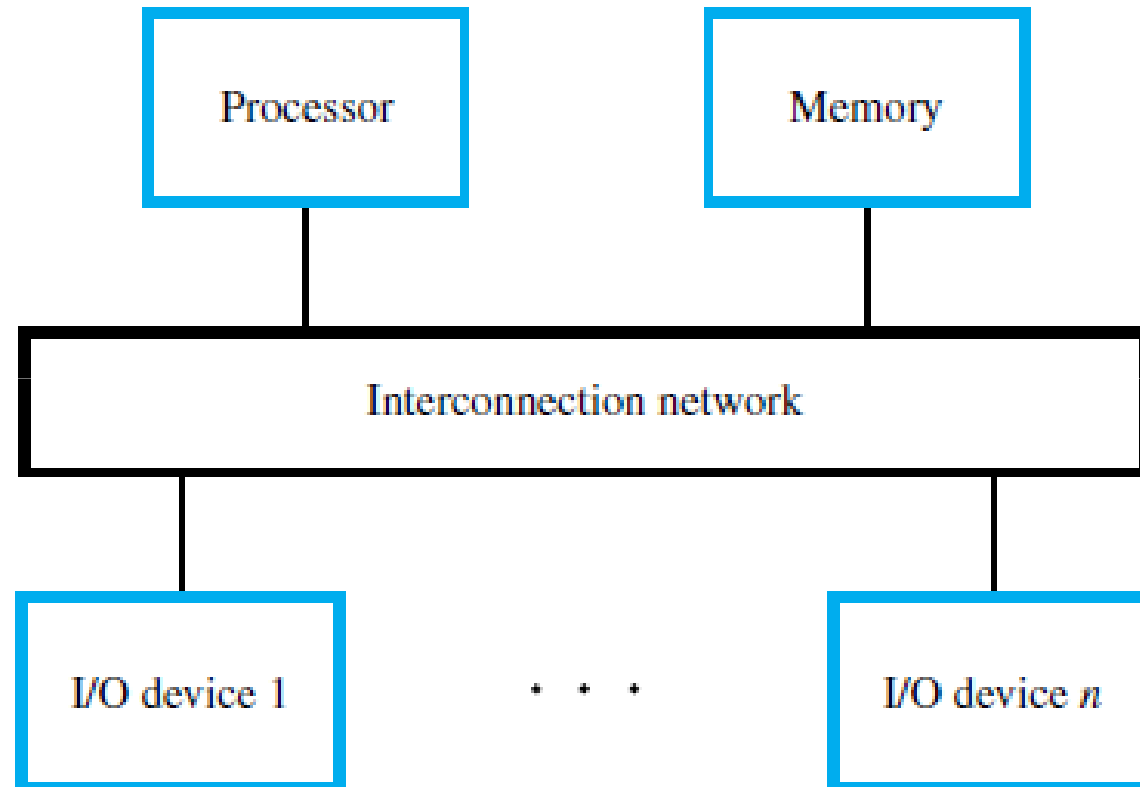 Processor
Memory
Interconnection network
I/O device 1
. . .
I/O device n